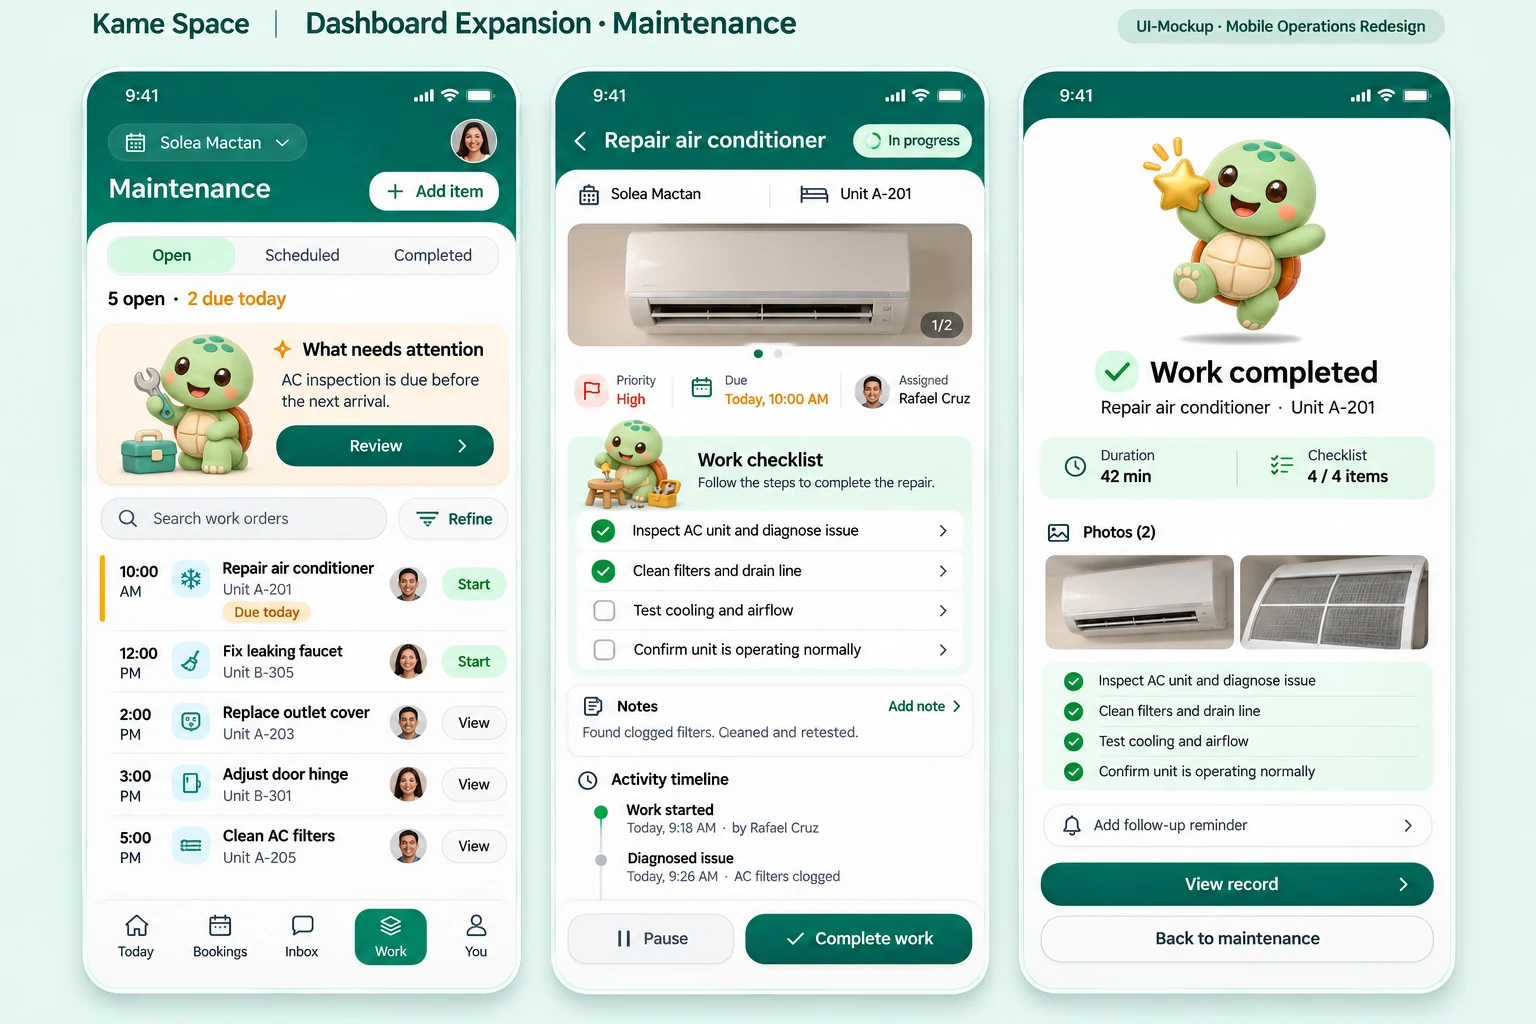 Kame Space | Dashboard Expansion · Maintenance
UI-Mockup · Mobile Operations Redesign
9:41
Solea Mactan
Maintenance
+ Add item
Open
Scheduled
Completed
5 open · 2 due today
What needs attention
AC inspection is due before
the next arrival.
Review
Search work orders
Refine
10:00
AM
Repair air conditioner
Unit A-201
Due today
Start
12:00
PM
Fix leaking faucet
Unit B-305
Start
2:00
PM
Replace outlet cover
Unit A-203
View
3:00
PM
Adjust door hinge
Unit B-301
View
5:00
PM
Clean AC filters
Unit A-205
View
Today
Bookings
Inbox
Work
You
9:41
Repair air conditioner
In progress
Solea Mactan
Unit A-201
1/2
Priority
High
Due
Today, 10:00 AM
Assigned
Rafael Cruz
Work checklist
Follow the steps to complete the repair.
Inspect AC unit and diagnose issue
Clean filters and drain line
Test cooling and airflow
Confirm unit is operating normally
Notes
Add note
Found clogged filters. Cleaned and retested.
Activity timeline
Work started
Today, 9:18 AM · by Rafael Cruz
Diagnosed issue
Today, 9:26 AM · AC filters clogged
Pause
Complete work
9:41
Work completed
Repair air conditioner · Unit A-201
Duration
42 min
Checklist
4 / 4 items
Photos (2)
Inspect AC unit and diagnose issue
Clean filters and drain line
Test cooling and airflow
Confirm unit is operating normally
Add follow-up reminder
View record
Back to maintenance